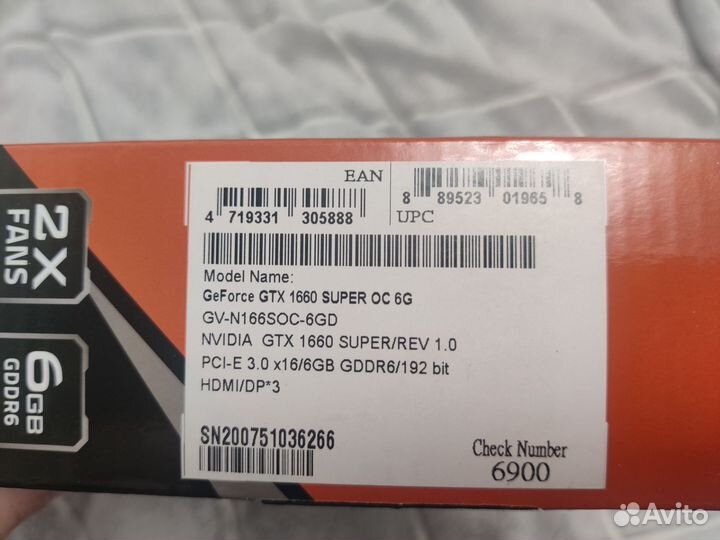 EAN
4 719331 305888
8 89523 01965 8
UPC
Model Name:
GeForce GTX 1660 SUPER OC 6G
GV-N166SOC-6GD
NVIDIA GTX 1660 SUPER/REV 1.0
PCI-E 3.0 x16/6GB GDDR6/192 bit
HDMI/DP*3
SN200751036266
Check Number
6900
2X
FANS
6GB
GDDR6
Avito